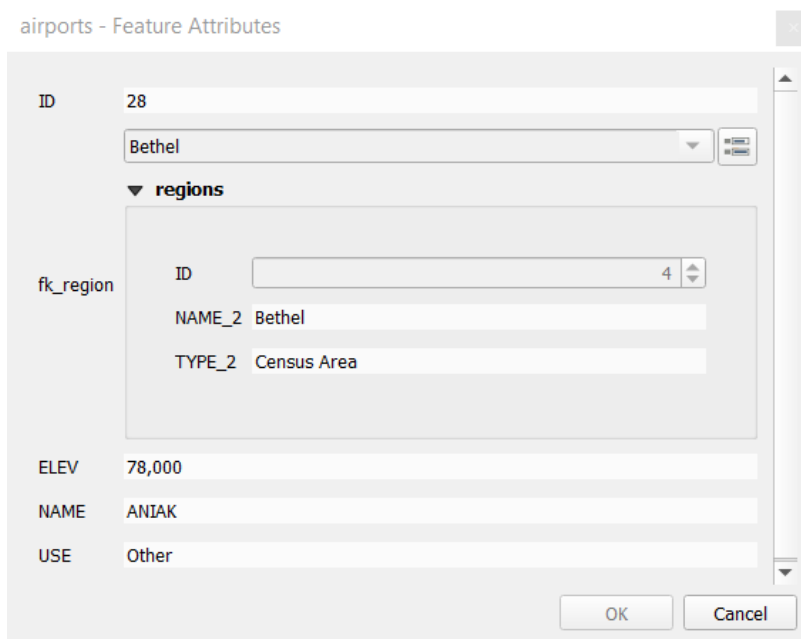 airports - Feature Attributes
ID 28
Bethel
regions
fk_region
ID 4
NAME_2 Bethel
TYPE_2 Census Area
ELEV 78,000
NAME ANIAK
USE Other
OK Cancel